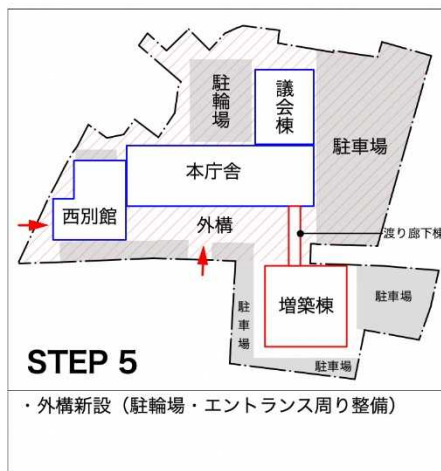 駐輪場
議会棟
駐車場
本庁舎
西別館
外構
渡り廊下棟
増築棟
駐車場
駐車場
駐車場
STEP 5
・外構新設（駐輪場・エントランス周り整備）